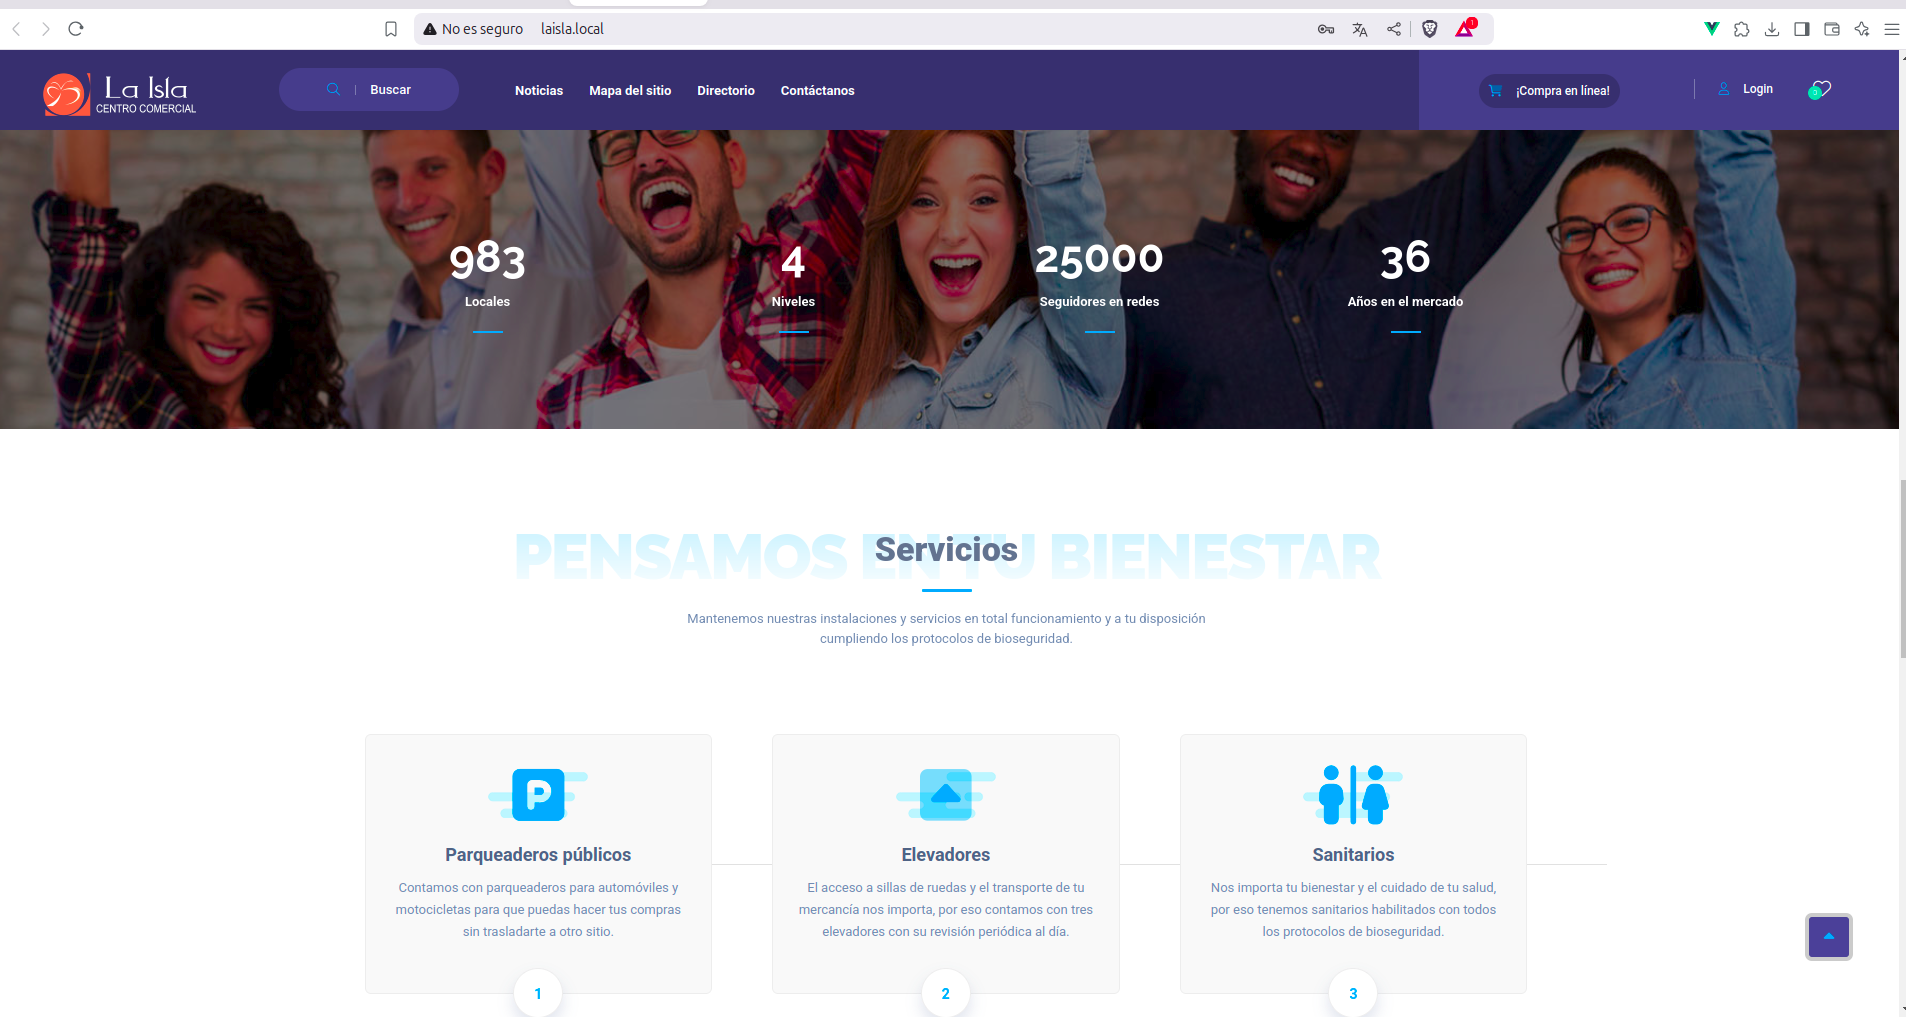 No es seguro laisla.local
1
La Isla
CENTRO COMERCIAL
Buscar
Noticias Mapa del sitio Directorio Contáctanos
¡Compra en línea!
Login
983 4 25000 36
Locales Niveles Seguidores en redes Años en el mercado
PENSAMOS EN TU BIENESTAR
Servicios
Mantenemos nuestras instalaciones y servicios en total funcionamiento y a tu disposición
cumpliendo los protocolos de bioseguridad.
P
Parqueaderos públicos
Contamos con parqueaderos para automóviles y
motocicletas para que puedas hacer tus compras
sin trasladarte a otro sitio.
1
Elevadores
El acceso a sillas de ruedas y el transporte de tu
mercancía nos importa, por eso contamos con tres
elevadores con su revisión periódica al día.
2
Sanitarios
Nos importa tu bienestar y el cuidado de tu salud,
por eso tenemos sanitarios habilitados con todos
los protocolos de bioseguridad.
3